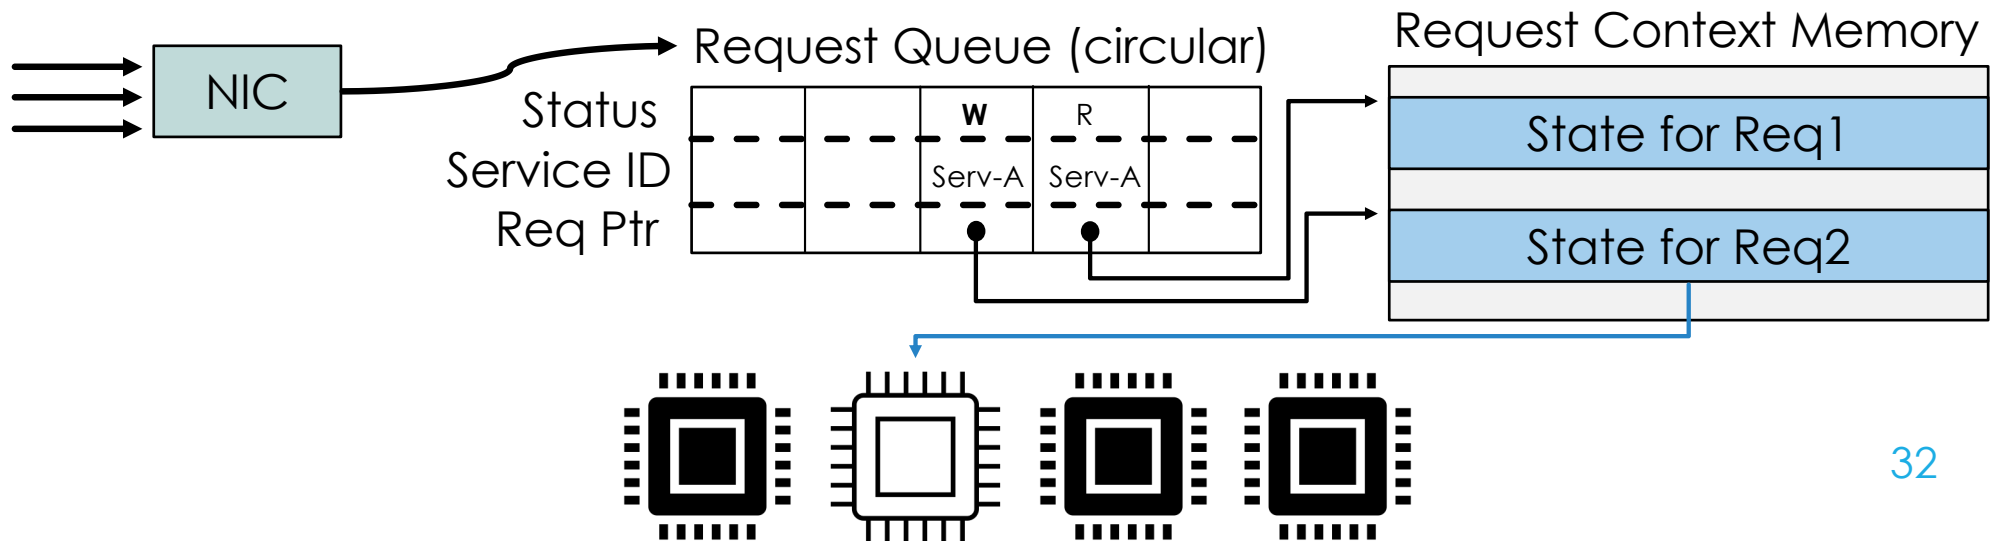 Request Context Memory
Request Queue (circular)
NIC
Status
W
R
State for Req1
Service ID
Serv-A
Serv-A
Req Ptr
State for Req2
32